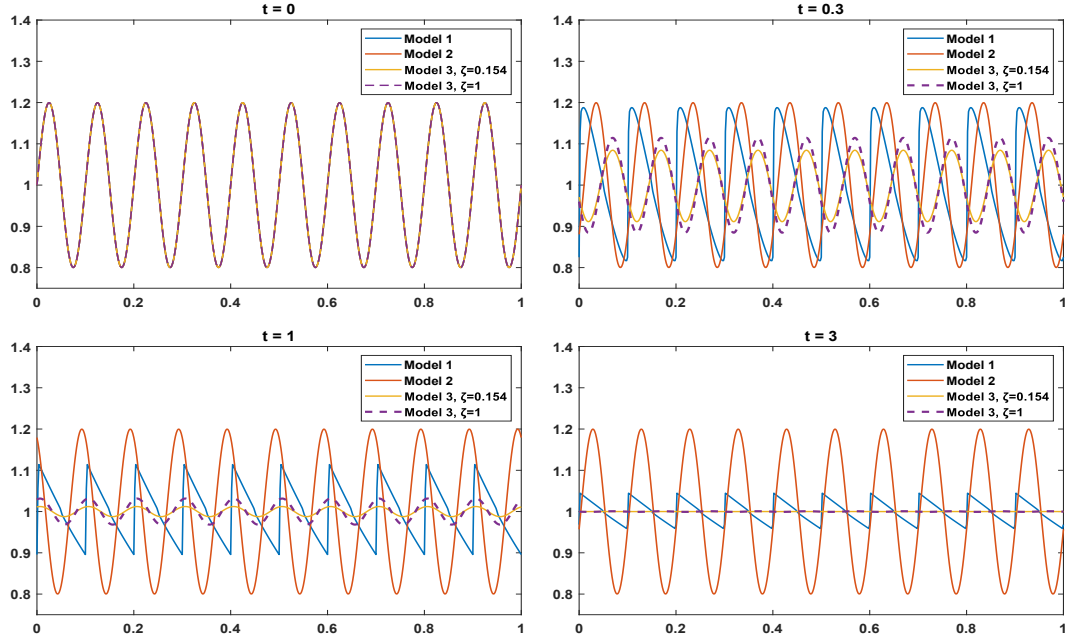 t = 0
1.4
1.3
1.2
1.1
1
0.9
0.8
0
0.2
0.4
0.6
0.8
1
Model 1
Model 2
Model 3, ζ=0.154
Model 3, ζ=1
t = 0.3
1.4
1.3
1.2
1.1
1
0.9
0.8
0
0.2
0.4
0.6
0.8
1
Model 1
Model 2
Model 3, ζ=0.154
Model 3, ζ=1
t = 1
1.4
1.3
1.2
1.1
1
0.9
0.8
0
0.2
0.4
0.6
0.8
1
Model 1
Model 2
Model 3, ζ=0.154
Model 3, ζ=1
t = 3
1.4
1.3
1.2
1.1
1
0.9
0.8
0
0.2
0.4
0.6
0.8
1
Model 1
Model 2
Model 3, ζ=0.154
Model 3, ζ=1